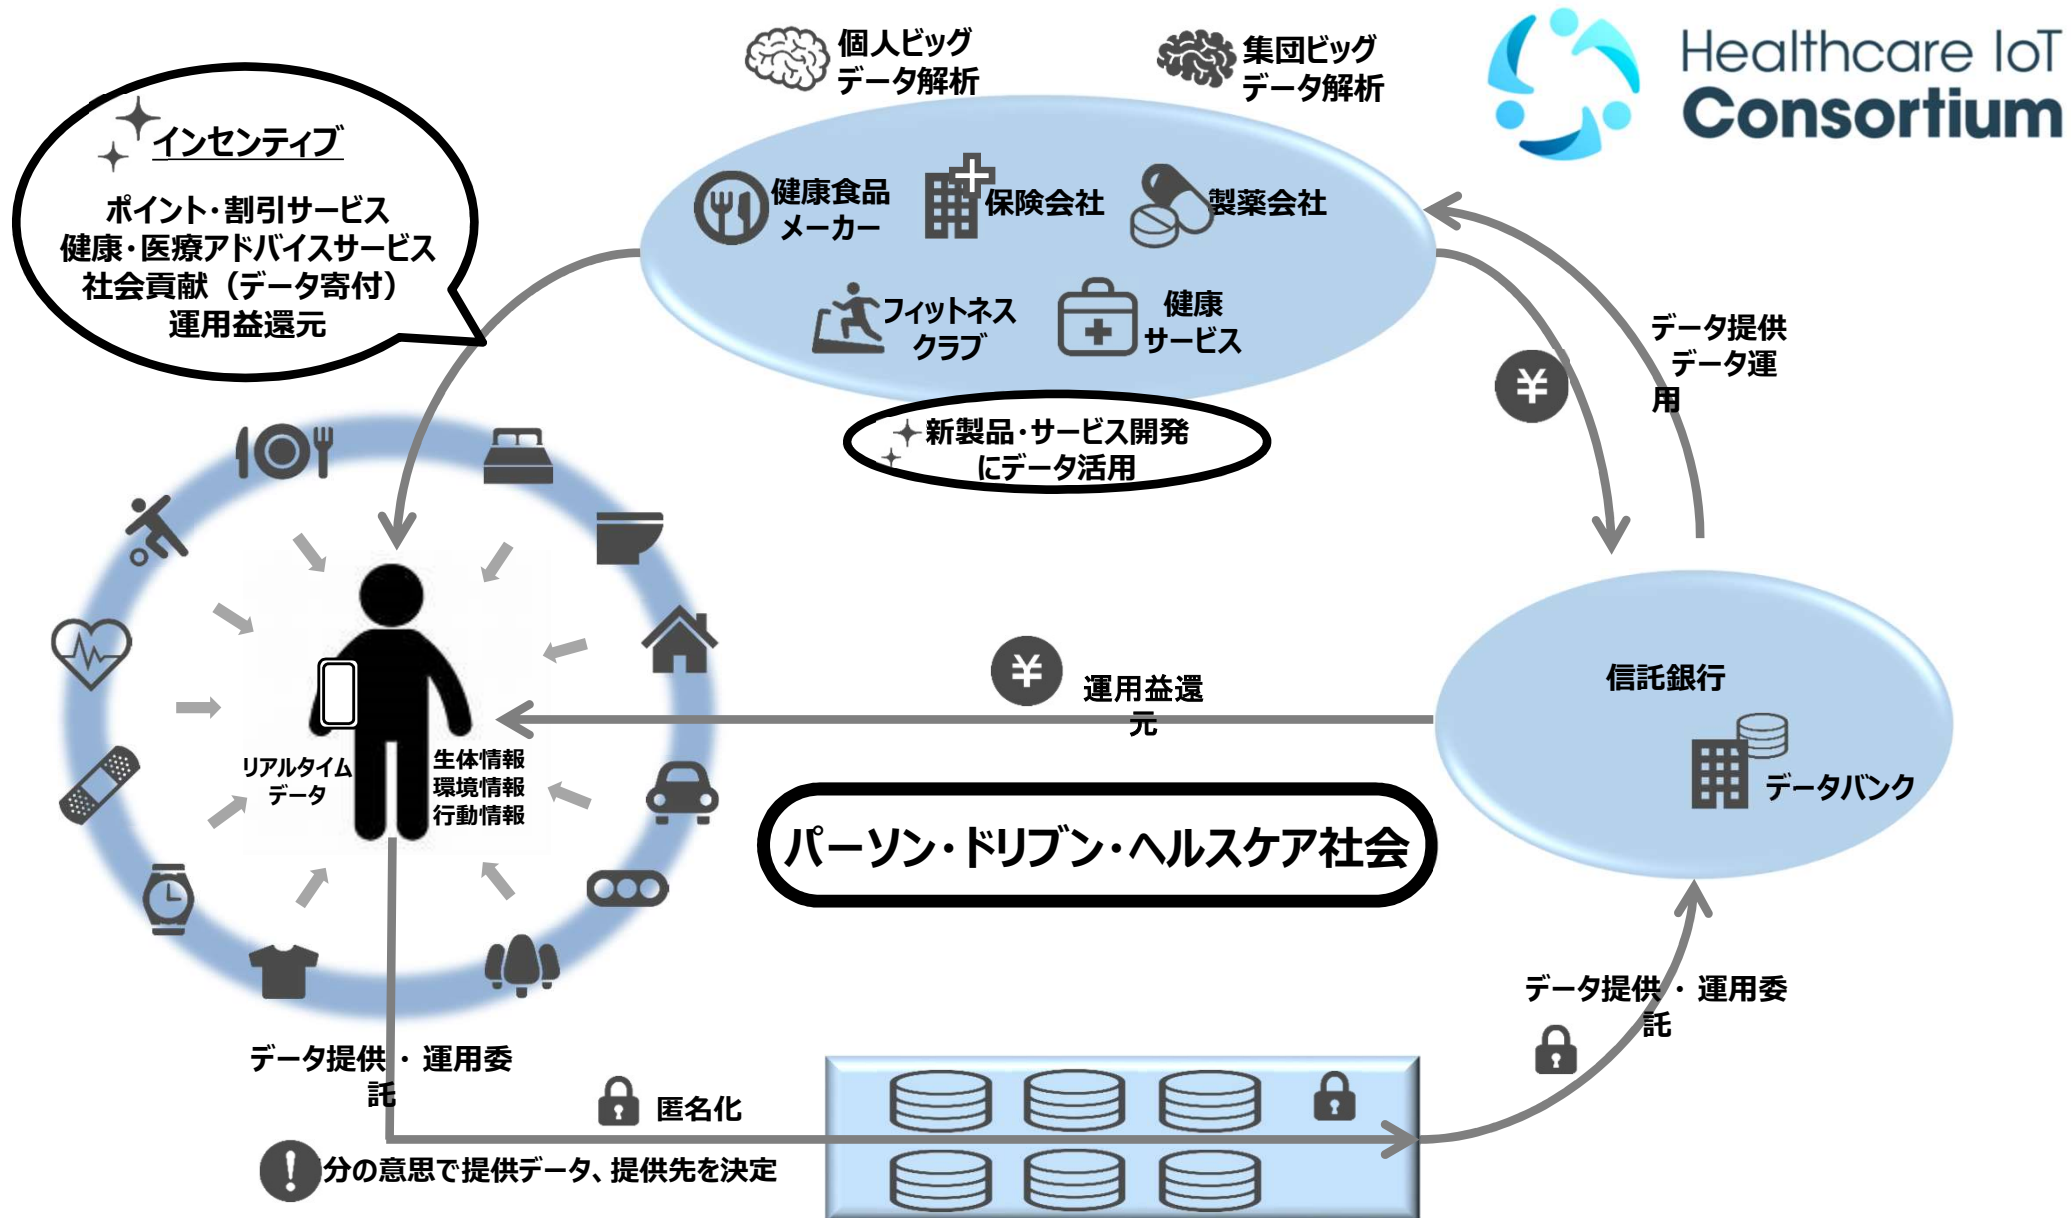 個人ビッグ
データ解析
集団ビッグ
データ解析
Healthcare IoT
Consortium
インセンティブ
ポイント・割引サービス
健康・医療アドバイスサービス
社会貢献（データ寄付）
運用益還元
健康食品
メーカー
保険会社
製薬会社
フィットネス
クラブ
健康
サービス
新製品・サービス開発
にデータ活用
¥
データ提供
データ運
用
¥
運用益還
元
信託銀行
データバンク
リアルタイム
データ
生体情報
環境情報
行動情報
パーソン・ドリブン・ヘルスケア社会
データ提供 ・ 運用委
託
データ提供 ・ 運用委
託
匿名化
!
分の意思で提供データ、提供先を決定